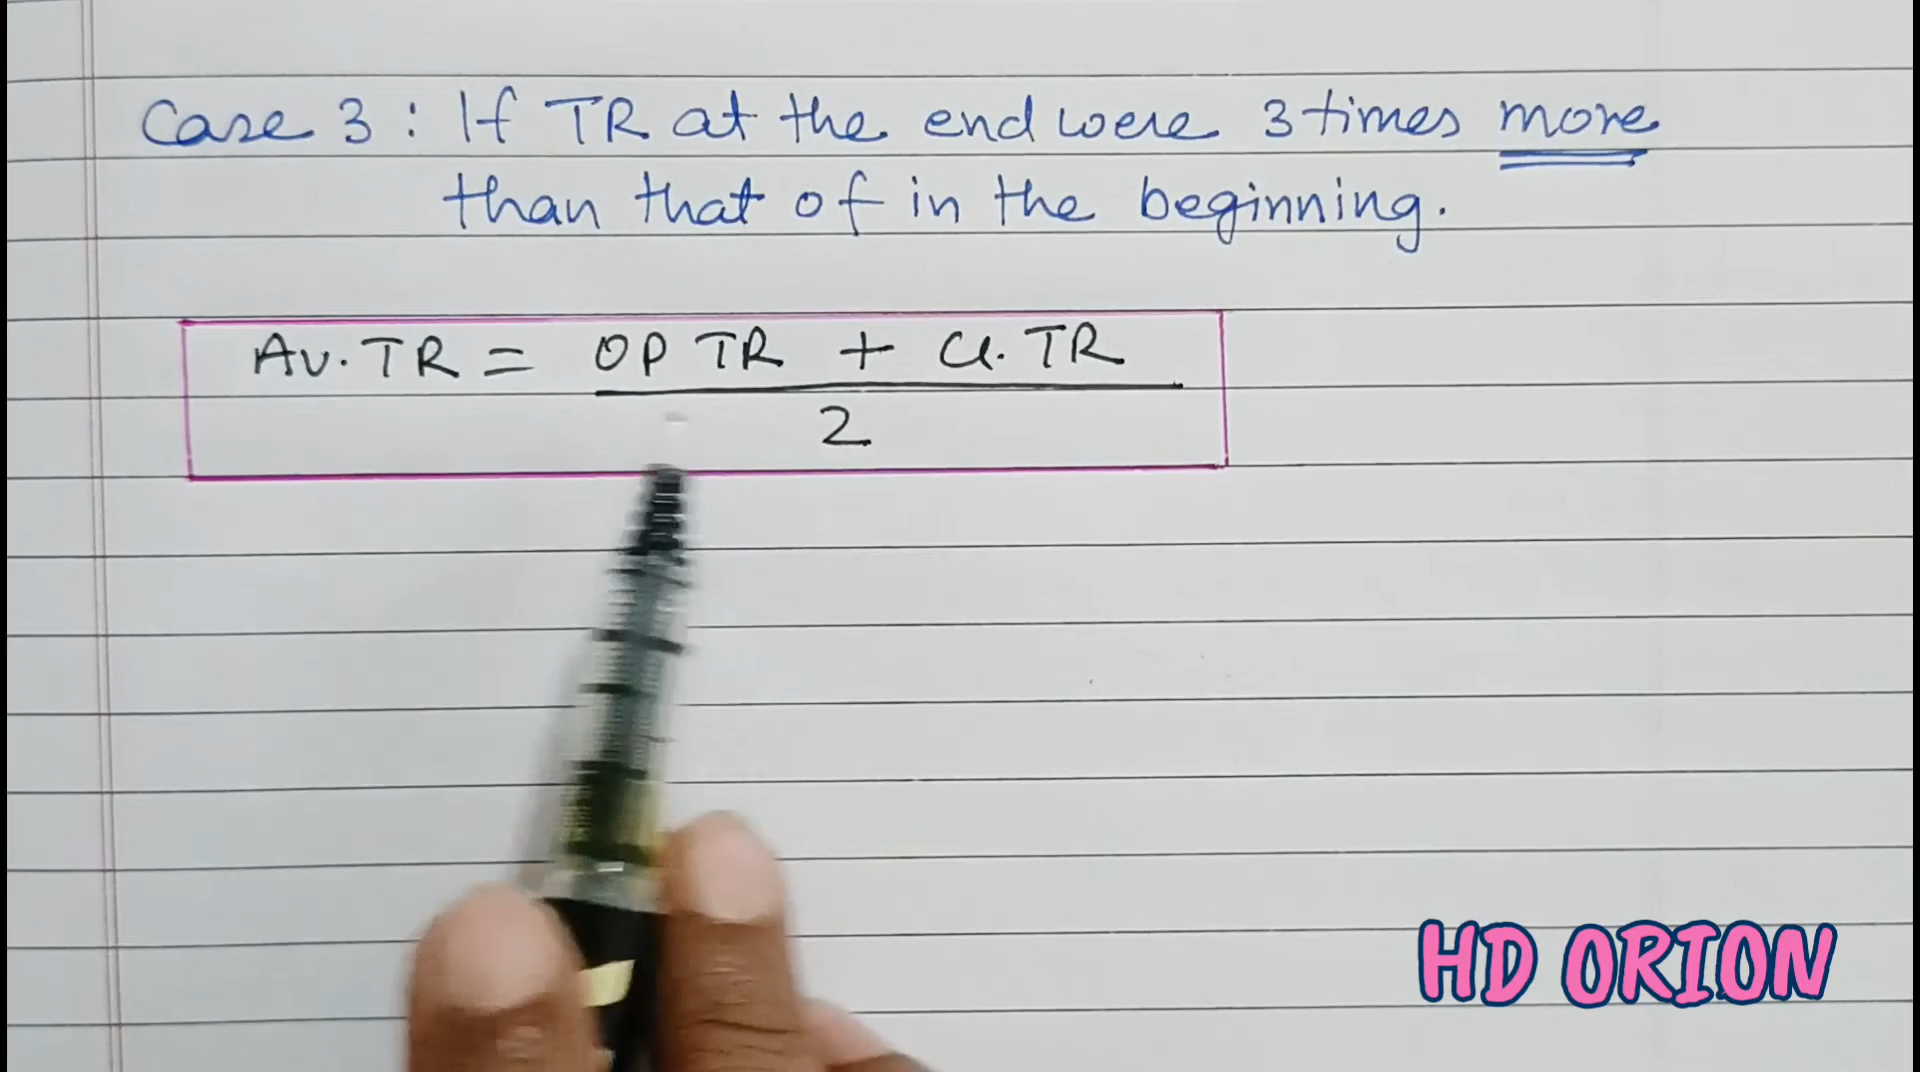 Case 3 : If TR at the end were 3 times more
than that of in the beginning.
Av. TR = OP TR + Cl. TR
2
HD ORION